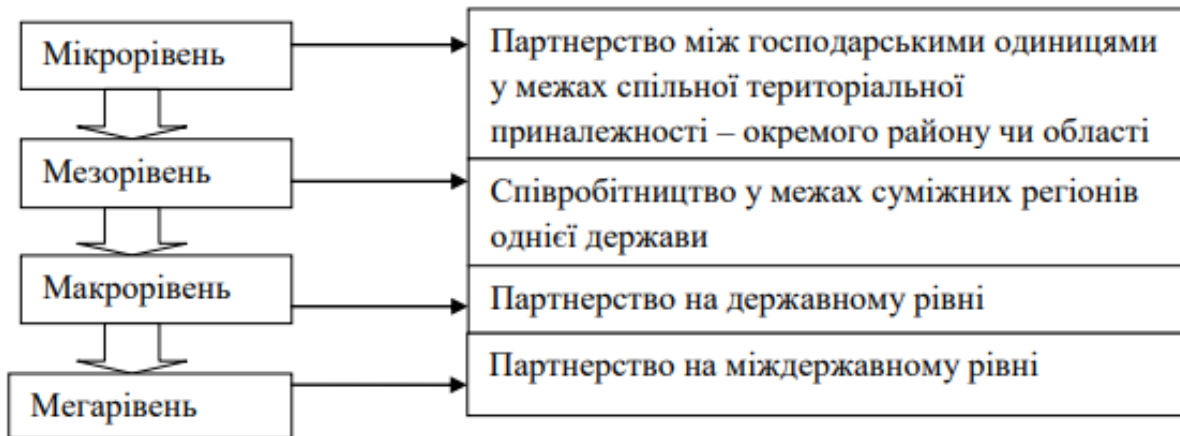 Мікрорівень
Партнерство між господарськими одиницями
у межах спільної територіальної
приналежності – окремого району чи області
Мезорівень
Співробітництво у межах суміжних регіонів
однієї держави
Макрорівень
Партнерство на державному рівні
Мегарівень
Партнерство на міждержавному рівні